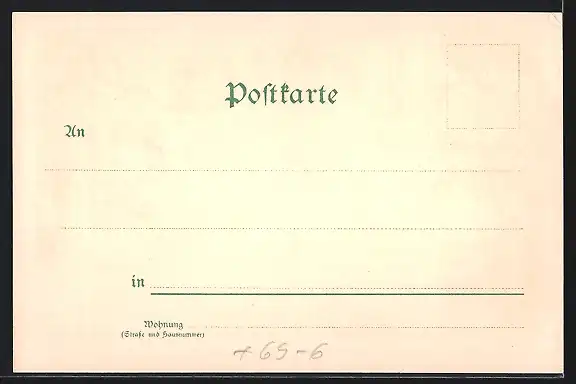 Postkarte
An
in
Wohnung
(Straße und Hausnummer)
+69-6